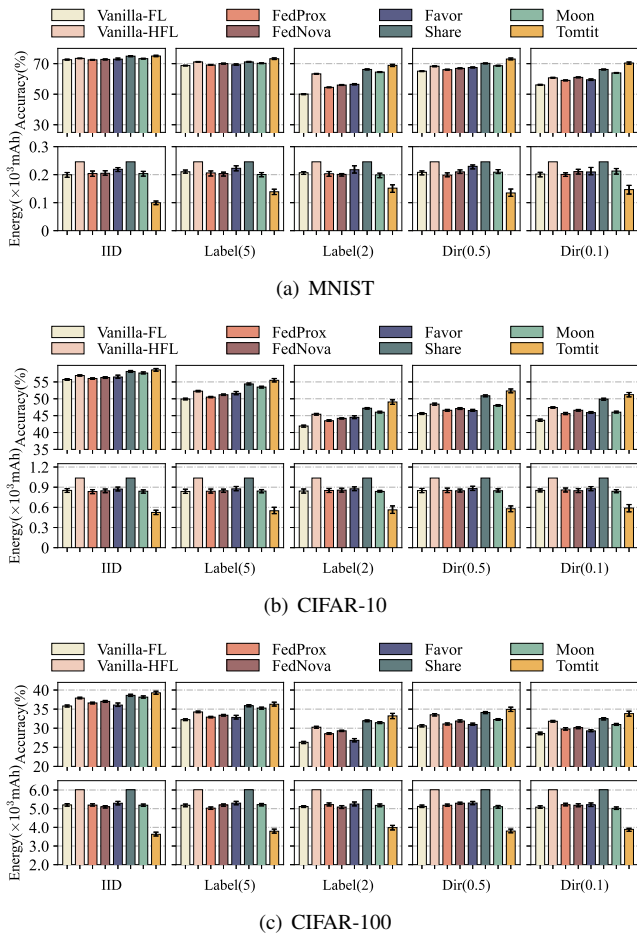 (a)
Vanilla-FL FedProx Favor Moon
Vanilla-HFL FedNova Share Tomtit
Accuracy(%)
70
50
30
Energy(×10³mAh)
0.3
0.2
0.1
0
IID Label(5) Label(2) Dir(0.5) Dir(0.1)
(a) MNIST
Vanilla-FL FedProx Favor Moon
Vanilla-HFL FedNova Share Tomtit
Accuracy(%)
55
50
45
40
35
Energy(×10³mAh)
1.2
0.9
0.6
0.3
0
IID Label(5) Label(2) Dir(0.5) Dir(0.1)
(b) CIFAR-10
Vanilla-FL FedProx Favor Moon
Vanilla-HFL FedNova Share Tomtit
Accuracy(%)
40
35
30
25
20
Energy(×10³mAh)
6.0
5.0
4.0
3.0
2.0
IID Label(5) Label(2) Dir(0.5) Dir(0.1)
(c) CIFAR-100